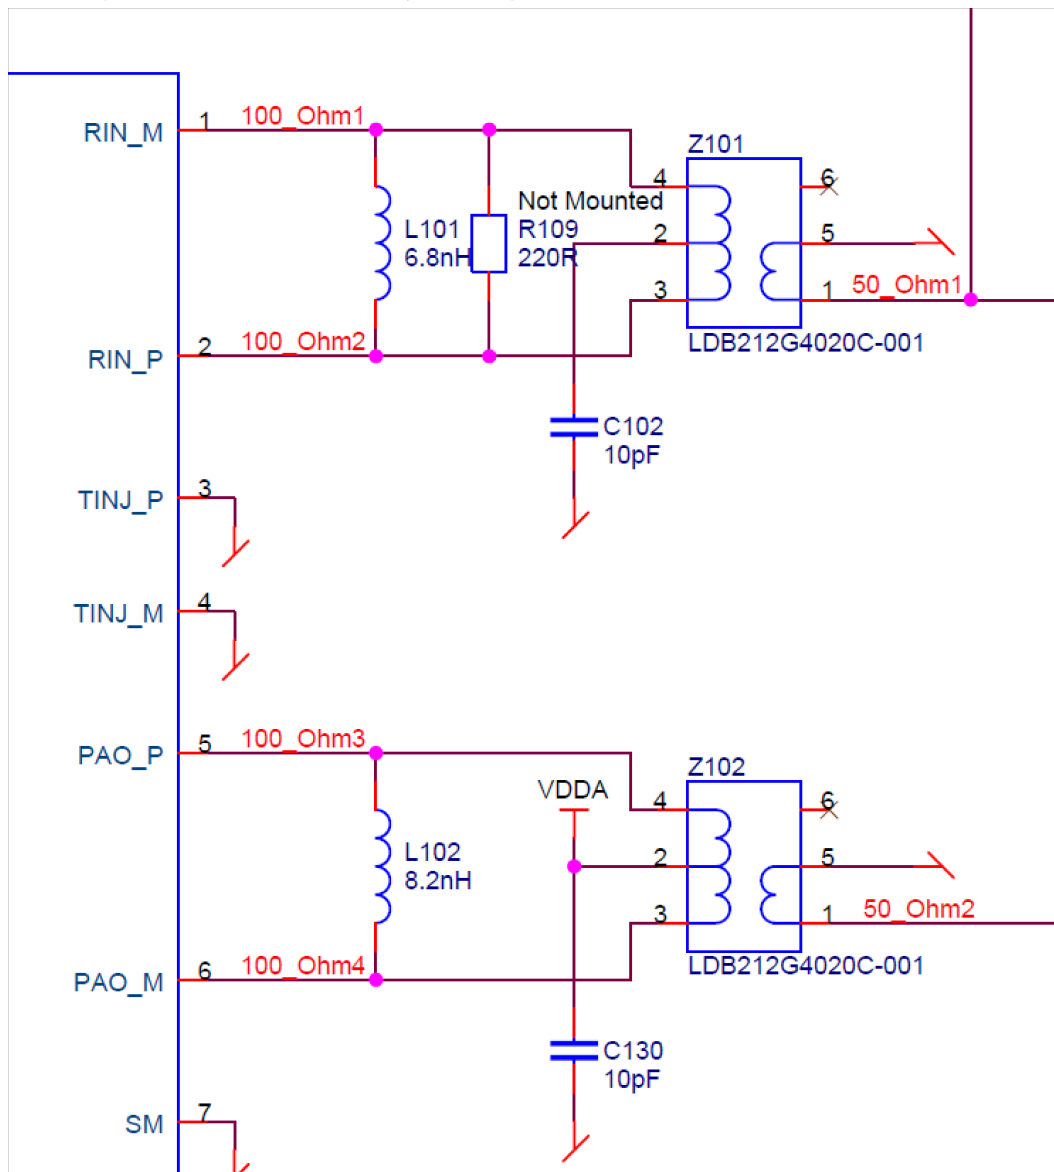 RIN_M
1
100_Ohm1
L101
6.8nH
Not Mounted
R109
220R
Z101
4
2
3
6
5
1
50_Ohm1
LDB212G4020C-001
RIN_P
2
100_Ohm2
C102
10pF
TINJ_P
3
TINJ_M
4
PAO_P
5
100_Ohm3
L102
8.2nH
VDDA
Z102
4
2
3
6
5
1
50_Ohm2
LDB212G4020C-001
PAO_M
6
100_Ohm4
C130
10pF
SM
7